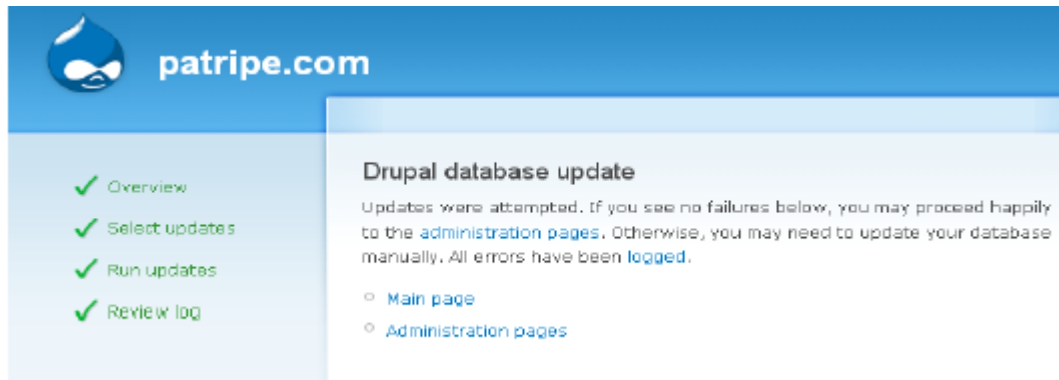 patripe.com
Overview
Select updates
Run updates
Review log
Drupal database update
Updates were attempted. If you see no failures below, you may proceed happily
to the administration pages. Otherwise, you may need to update your database
manually. All errors have been logged.
Main page
Administration pages